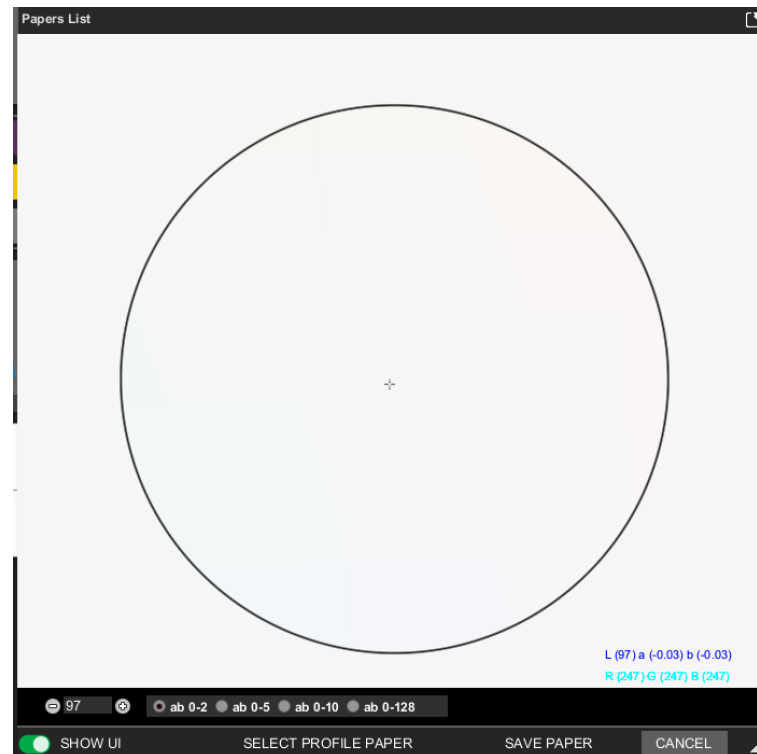 Papers List
L (97) a (-0.03) b (-0.03)
R (247) G (247) B (247)
97 ab 0-2 ab 0-5 ab 0-10 ab 0-128
SHOW UI SELECT PROFILE PAPER SAVE PAPER CANCEL